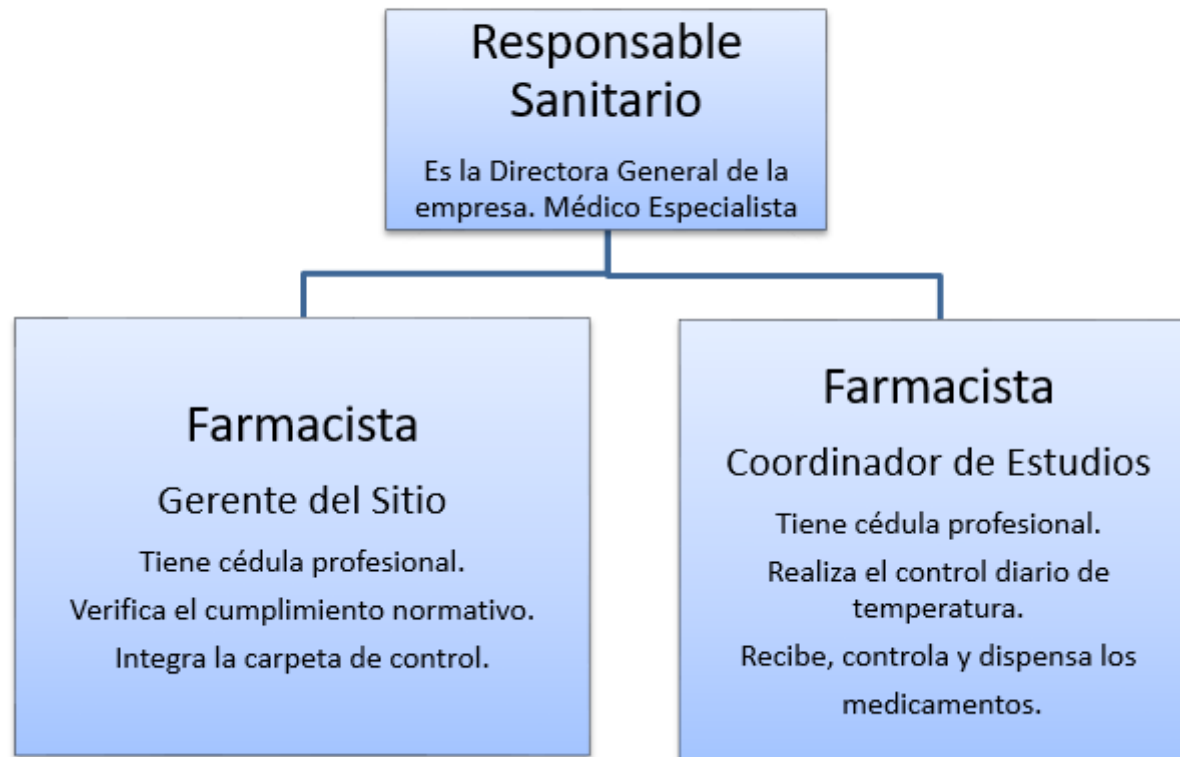 Responsable
Sanitario
Es la Directora General de la
empresa. Médico Especialista
Farmacista
Gerente del Sitio
Tiene cédula profesional.
Verifica el cumplimiento normativo.
Integra la carpeta de control.
Farmacista
Coordinador de Estudios
Tiene cédula profesional.
Realiza el control diario de
temperatura.
Recibe, controla y dispensa los
medicamentos.